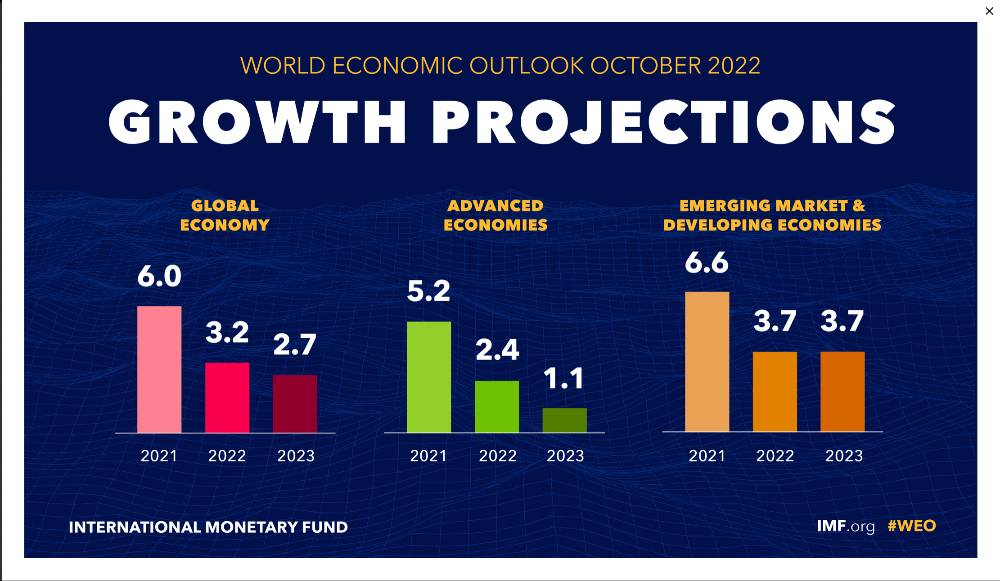 WORLD ECONOMIC OUTLOOK OCTOBER 2022
GROWTH PROJECTIONS
GLOBAL
ECONOMY
6.0
3.2
2.7
2021
2022
2023
ADVANCED
ECONOMIES
5.2
2.4
1.1
2021
2022
2023
EMERGING MARKET &
DEVELOPING ECONOMIES
6.6
3.7
3.7
2021
2022
2023
INTERNATIONAL MONETARY FUND
IMF.org #WEO